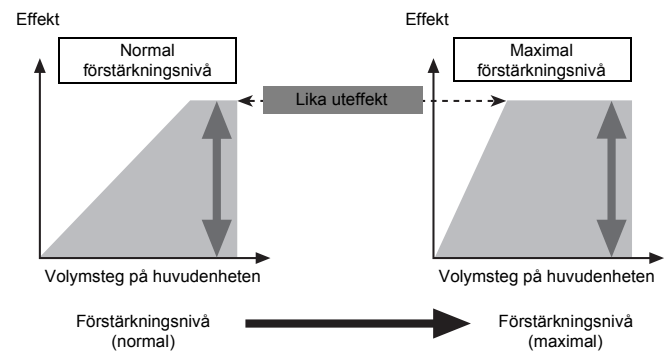 Effekt
Normal
förstärkningsnivå
Volymsteg på huvudenheten
Lika uteffekt
Effekt
Maximal
förstärkningsnivå
Volymsteg på huvudenheten
Förstärkningsnivå
(normal)
Förstärkningsnivå
(maximal)